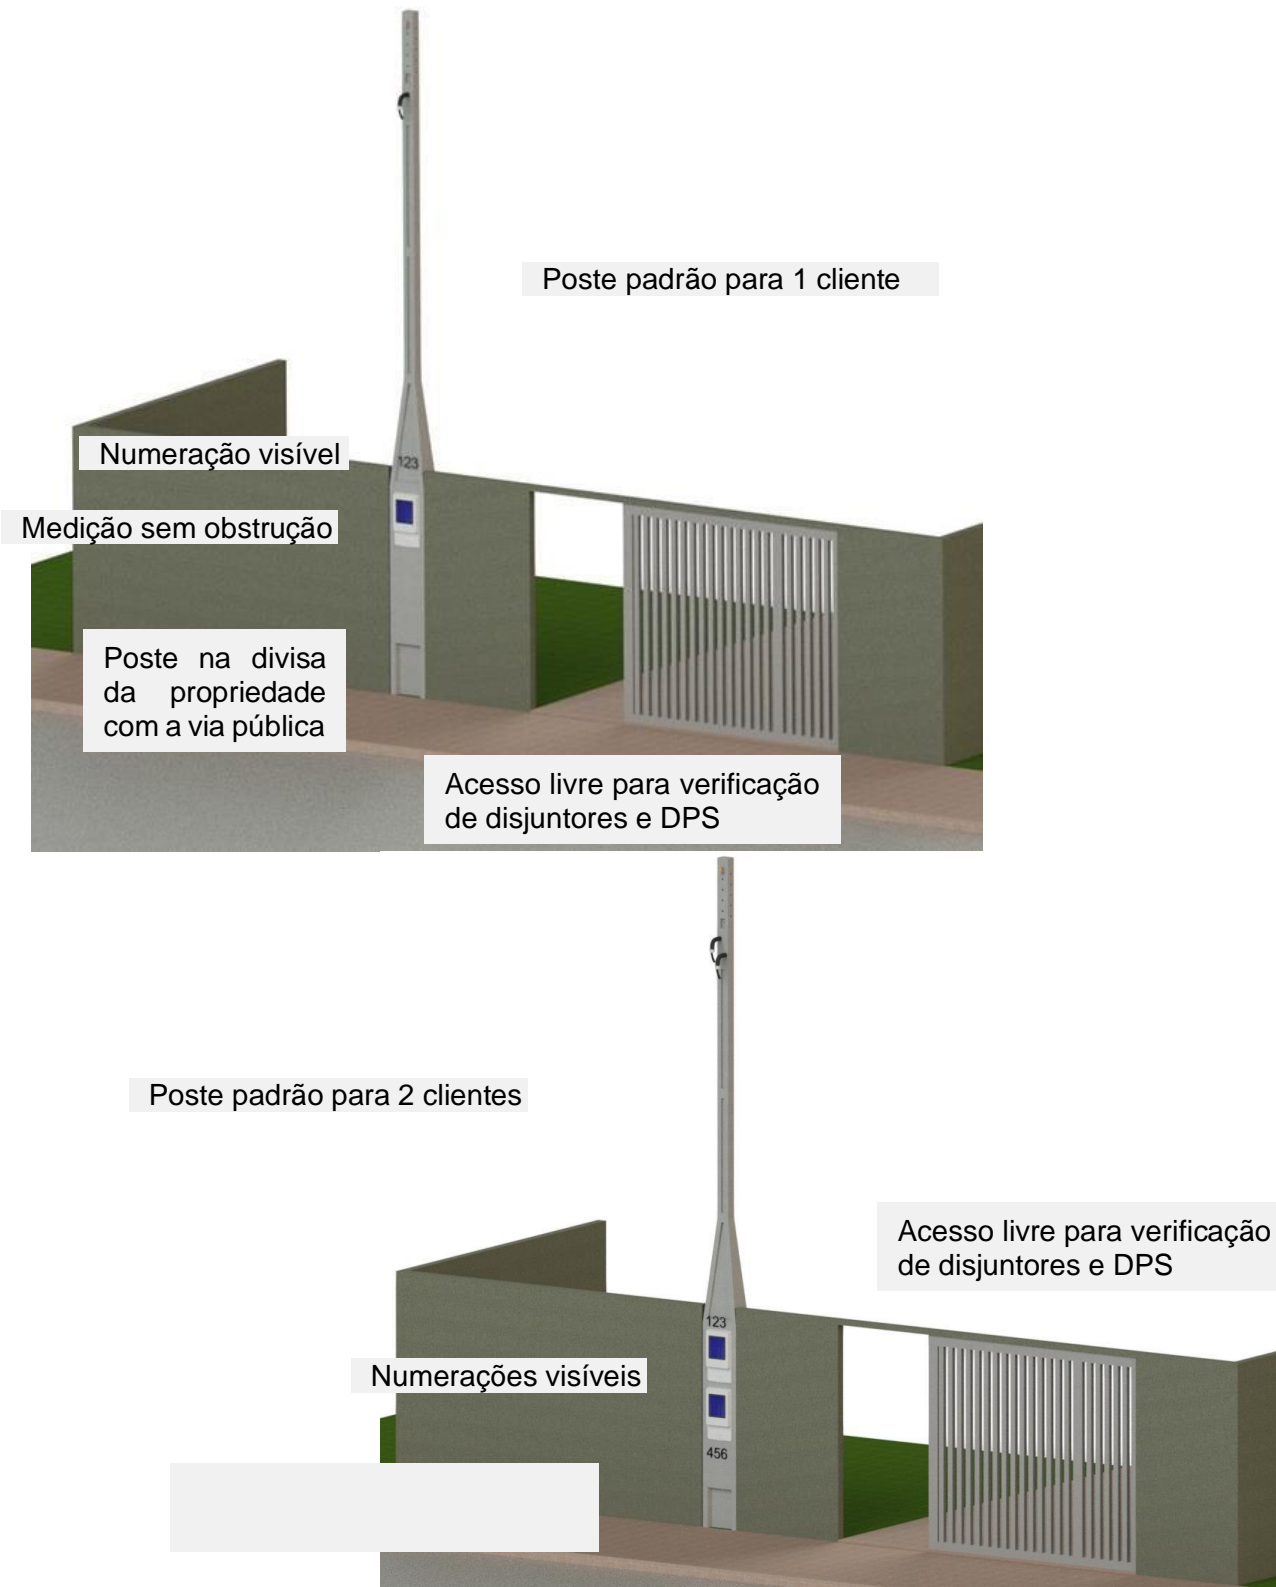 Poste padrão para 1 cliente
Numeração visível
123
Medição sem obstrução
Poste na divisa
da propriedade
com a via pública
Acesso livre para verificação
de disjuntores e DPS
Poste padrão para 2 clientes
Acesso livre para verificação
de disjuntores e DPS
123
Numerações visíveis
456